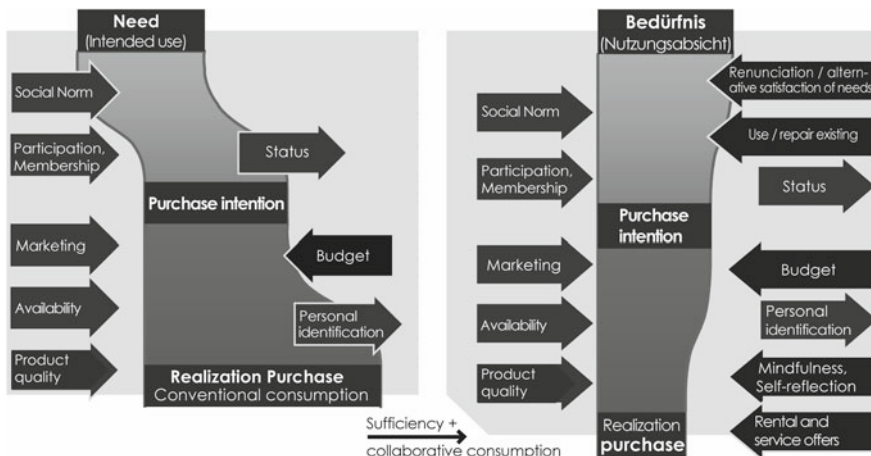 Need
(Intended use)
Social Norm
Participation,
Membership
Status
Purchase intention
Marketing
Budget
Availability
Personal
identification
Product
quality
Realization Purchase
Conventional consumption
Sufficiency +
collaborative consumption
Bedürfnis
(Nutzungsabsicht)
Renunciation / altern-
ative satisfaction of needs
Social Norm
Use / repair existing
Participation,
Membership
Status
Purchase
intention
Marketing
Budget
Availability
Personal
identification
Product
quality
Mindfulness,
Self-reflection
Realization
purchase
Rental and
service offers